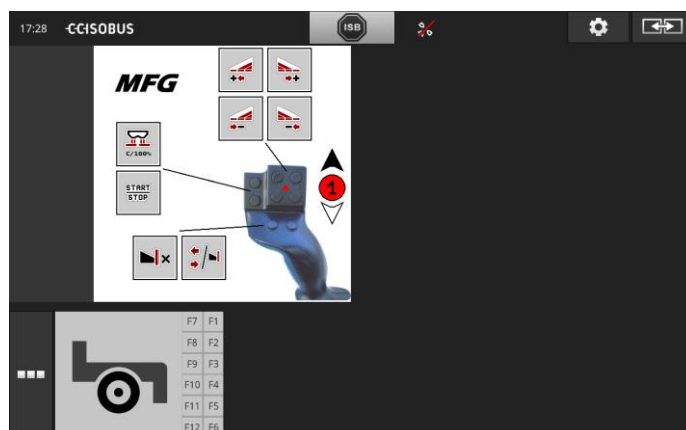 17:28 CCISOBUS ISB
MFG
C/100%
START
STOP
1
F7 F1
F8 F2
F9 F3
F10 F4
F11 F5
F12 F6